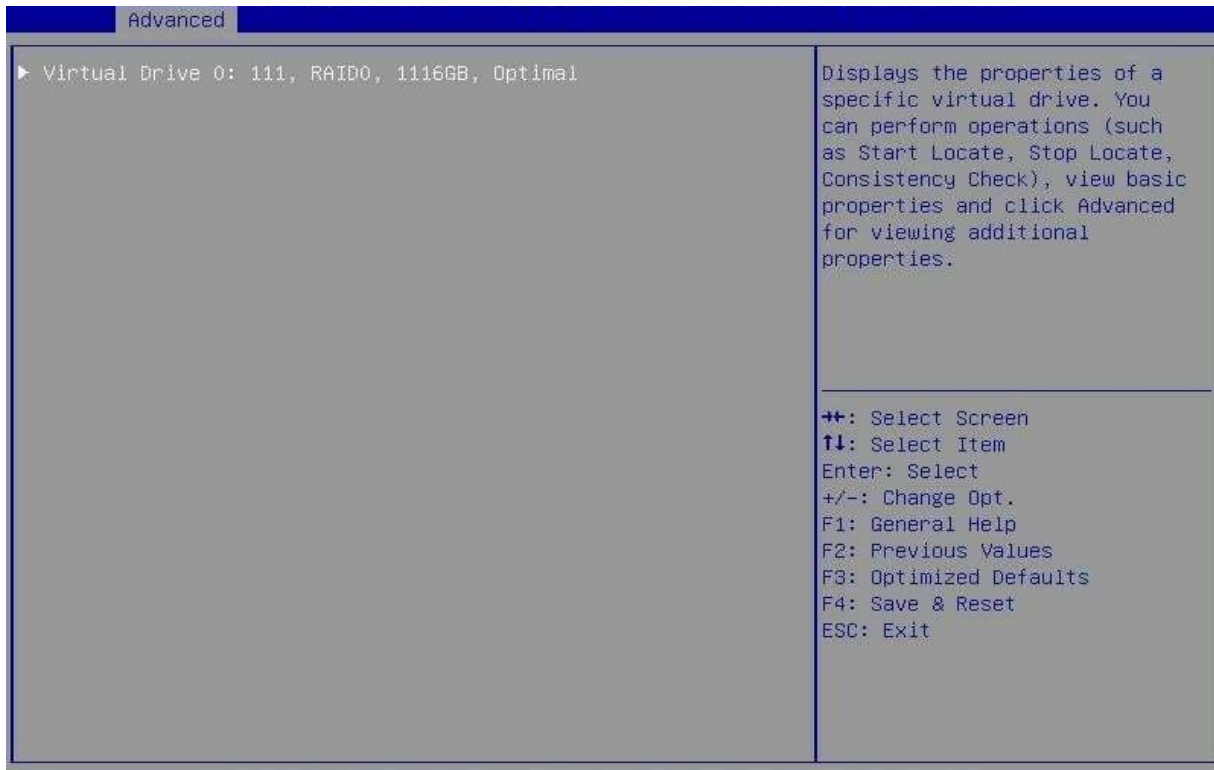 Advanced
▶ Virtual Drive 0: 111, RAID0, 1116GB, Optimal
Displays the properties of a
specific virtual drive. You
can perform operations (such
as Start Locate, Stop Locate,
Consistency Check), view basic
properties and click Advanced
for viewing additional
properties.
→←: Select Screen
↑↓: Select Item
Enter: Select
+/-: Change Opt.
F1: General Help
F2: Previous Values
F3: Optimized Defaults
F4: Save & Reset
ESC: Exit